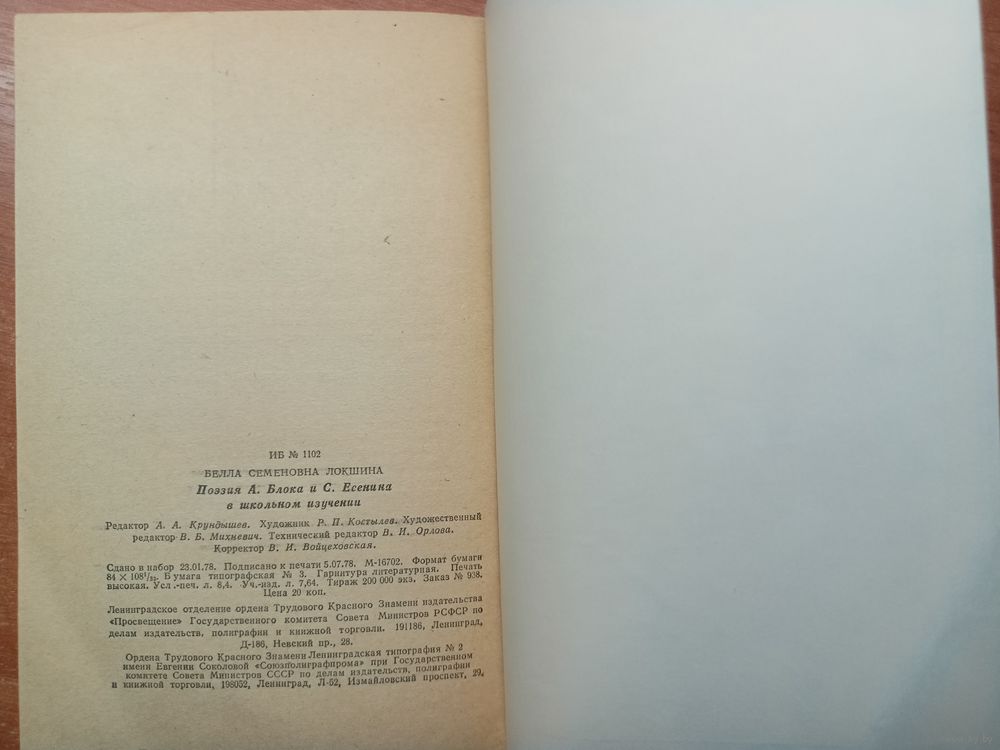 ИБ № 1102
БЕЛЛА СЕМЕНОВНА ЛОКШИНА
Поэзия А. Блока и С. Есенина
в школьном изучении
Редактор А. А. Крундышев. Художник Р. П. Костылев. Художественный
редактор В. Б. Михневич. Технический редактор В. И. Орлова.
Корректор В. И. Войцеховская.
Сдано в набор 23.01.78. Подписано к печати 5.07.78. М-16702. Формат бумаги
84 × 108¹/₃₂. Бумага типографская № 3. Гарнитура литературная. Печать
высокая. Усл.-печ. л. 8,4. Уч.-изд. л. 7,64. Тираж 200 000 экз. Заказ № 938.
Цена 20 коп.
Ленинградское отделение ордена Трудового Красного Знамени издательства
«Просвещение» Государственного комитета Совета Министров РСФСР по
делам издательств, полиграфии и книжной торговли. 191186, Ленинград,
Д-186, Невский пр., 28.
Ордена Трудового Красного Знамени Ленинградская типография № 2
имени Евгении Соколовой «Союзполиграфпрома» при Государственном
комитете Совета Министров СССР по делам издательств, полиграфии
и книжной торговли, 198052, Ленинград, Л-52, Измайловский проспект, 29,